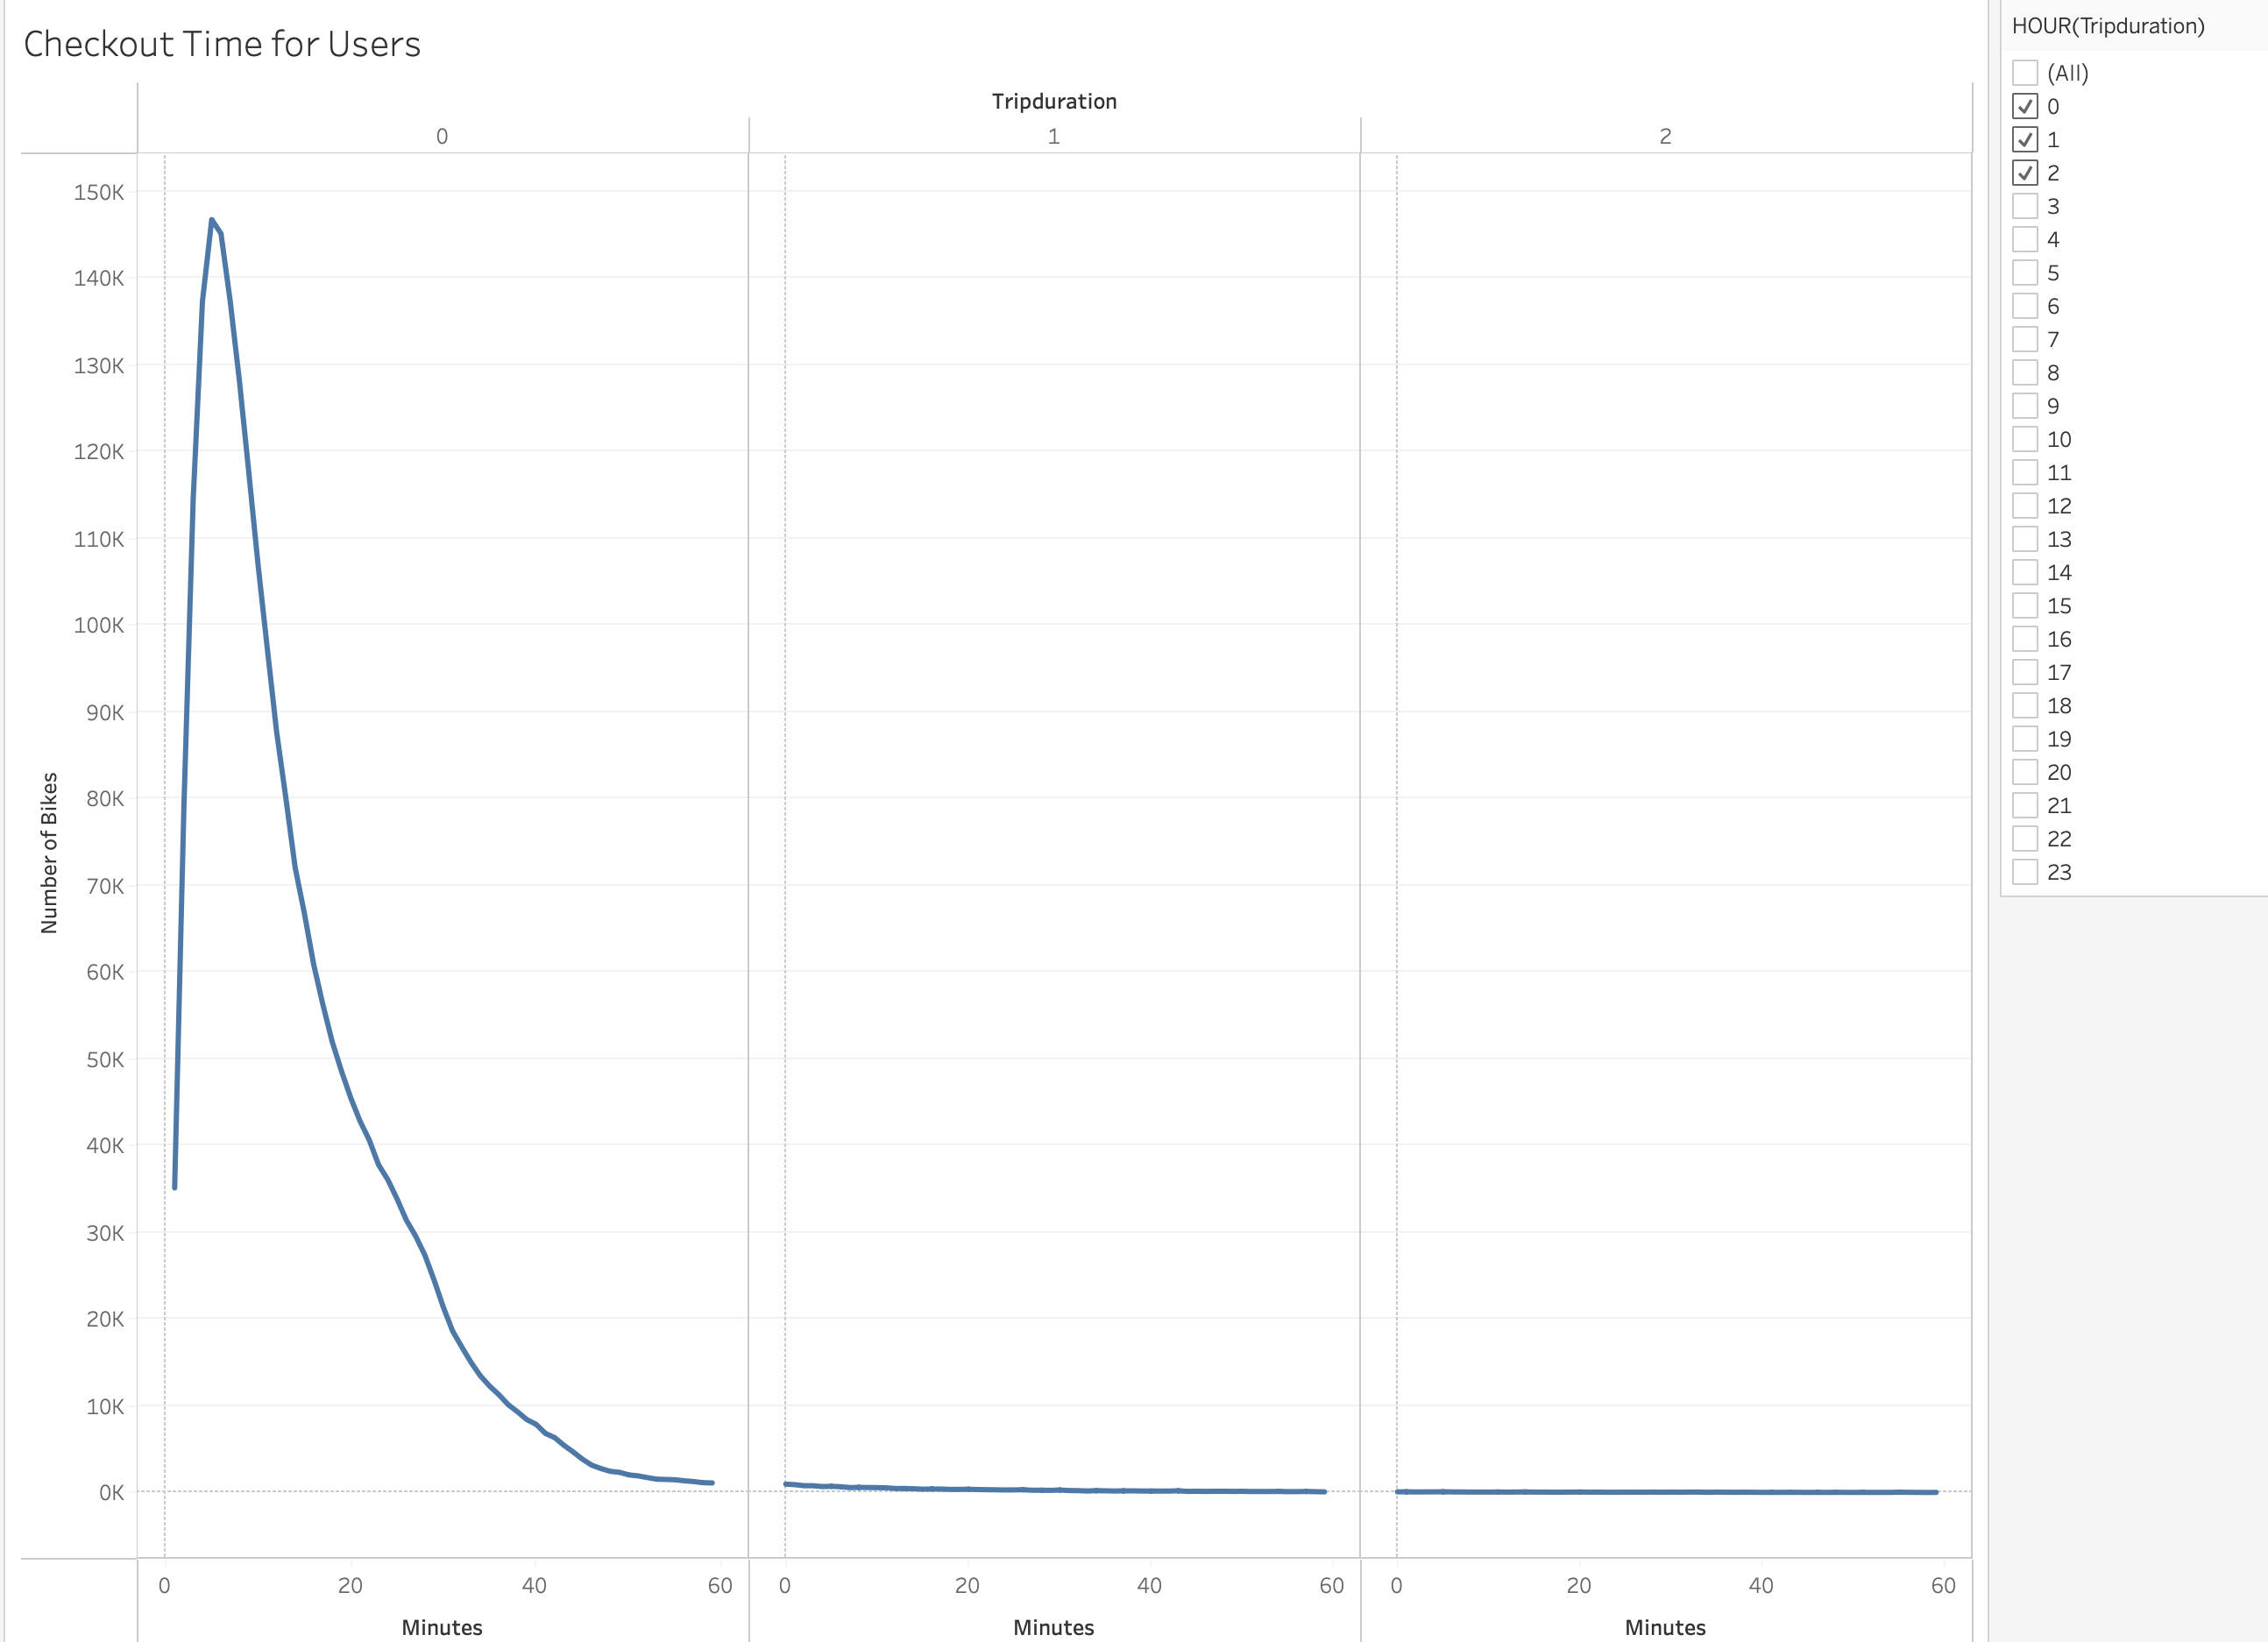 Checkout Time for Users
Tripduration
0 1 2
150K
140K
130K
120K
110K
100K
90K
80K
70K
60K
50K
40K
30K
20K
10K
0K
Number of Bikes
0 20 40 60 0 20 40 60 0 20 40 60
Minutes Minutes Minutes
HOUR(Tripduration)
(All)
0
1
2
3
4
5
6
7
8
9
10
11
12
13
14
15
16
17
18
19
20
21
22
23